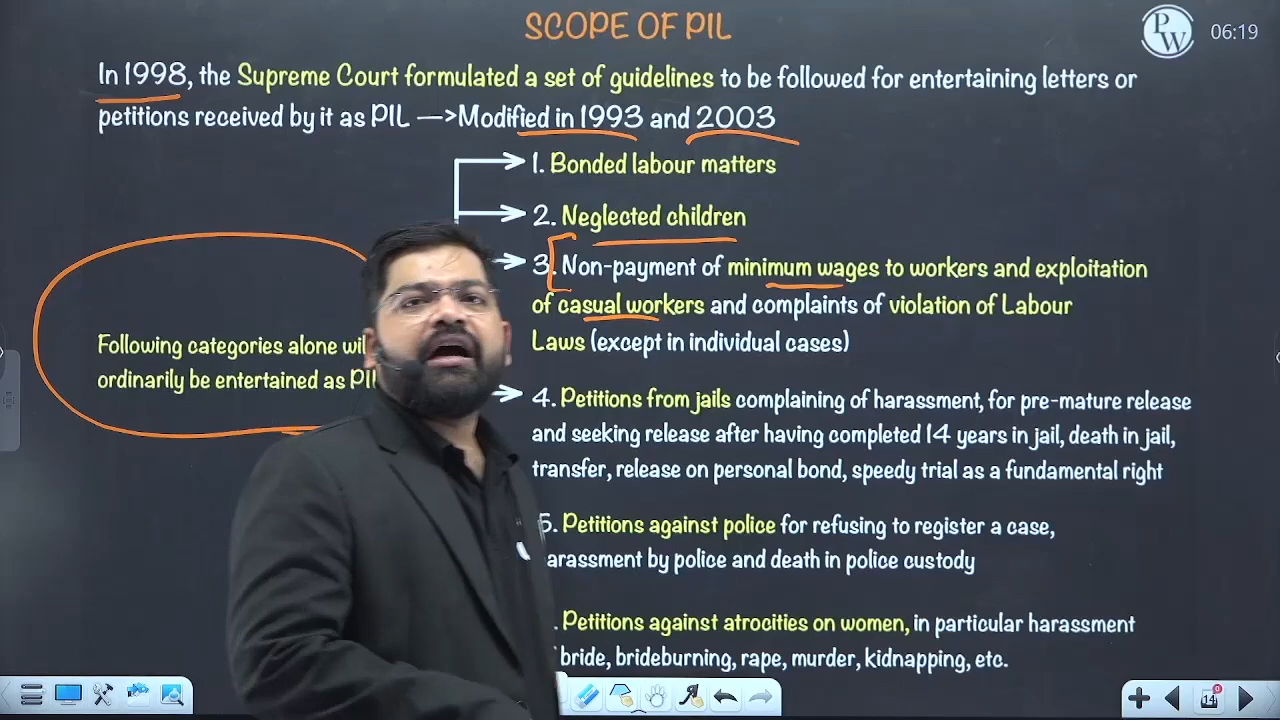 SCOPE OF PIL
PW
06:19
In 1998, the Supreme Court formulated a set of guidelines to be followed for entertaining letters or
petitions received by it as PIL —>Modified in 1993 and 2003
1. Bonded labour matters
2. Neglected children
3. Non-payment of minimum wages to workers and exploitation
of casual workers and complaints of violation of Labour
Laws (except in individual cases)
Following categories alone wil
ordinarily be entertained as PI
4. Petitions from jails complaining of harassment, for pre-mature release
and seeking release after having completed 14 years in jail, death in jail,
transfer, release on personal bond, speedy trial as a fundamental right
5. Petitions against police for refusing to register a case,
arassment by police and death in police custody
. Petitions against atrocities on women, in particular harassment
bride, brideburning, rape, murder, kidnapping, etc.
14
0